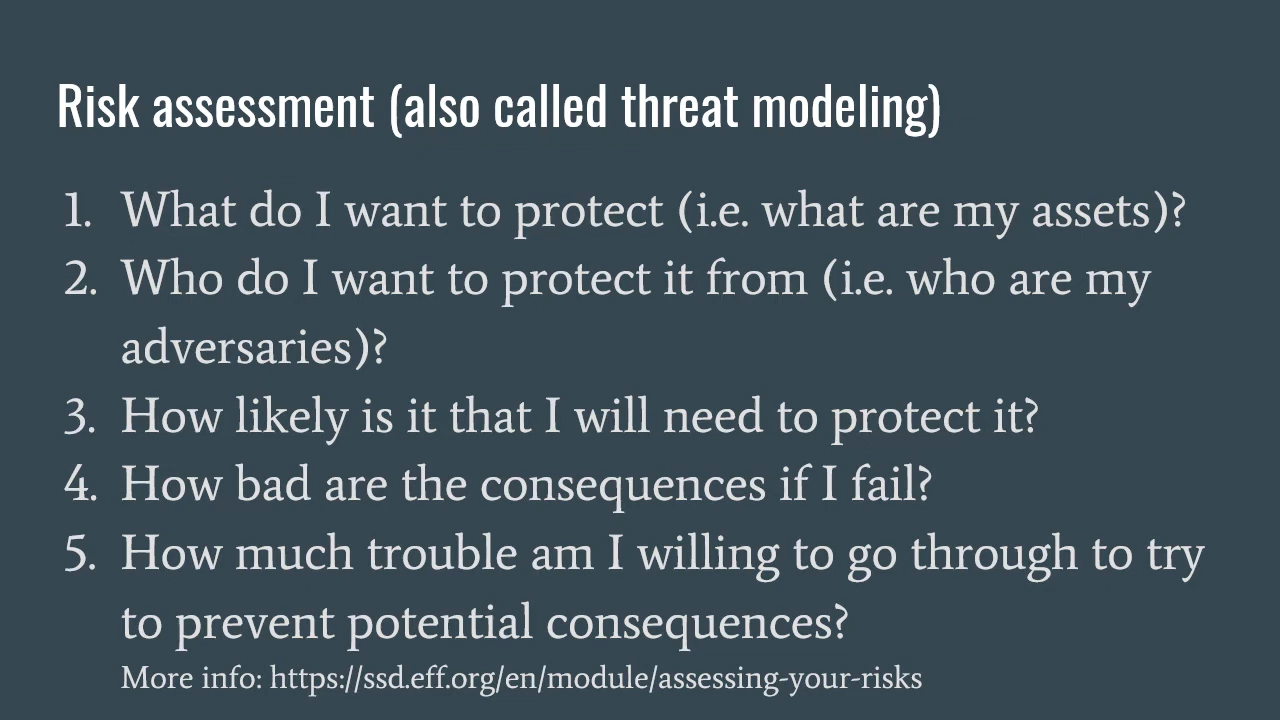 Risk assessment (also called threat modeling)
1. What do I want to protect (i.e. what are my assets)?
2. Who do I want to protect it from (i.e. who are my
adversaries)?
3. How likely is it that I will need to protect it?
4. How bad are the consequences if I fail?
5. How much trouble am I willing to go through to try
to prevent potential consequences?
More info: https://ssd.eff.org/en/module/assessing-your-risks